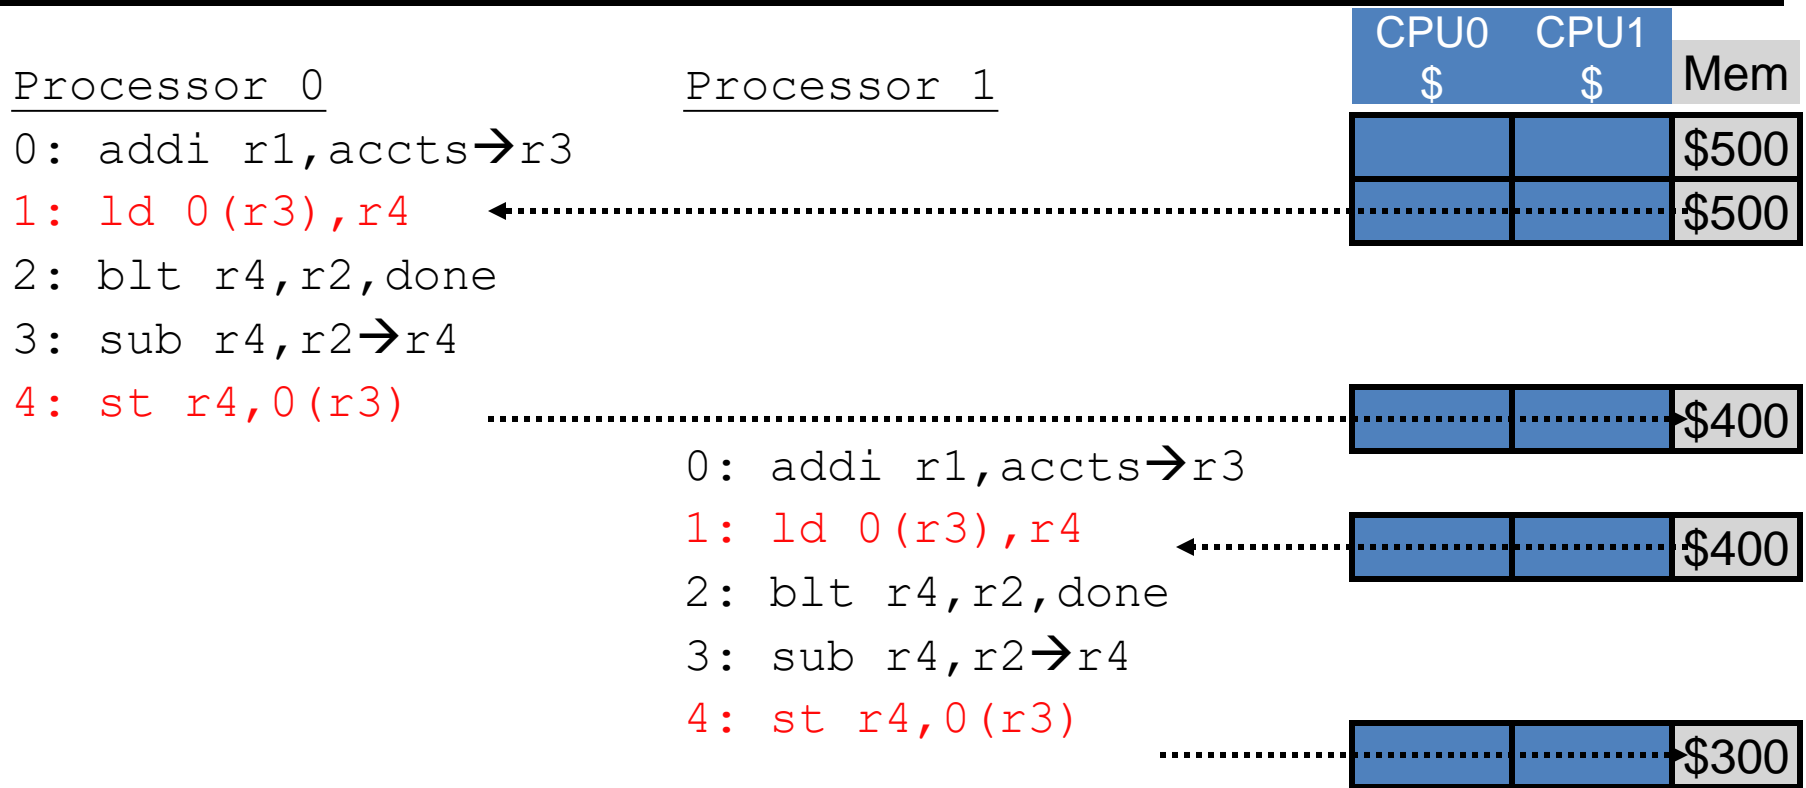 CPU0 CPU1
$ $ Mem
Processor 0 Processor 1
0: addi r1,accts→r3
$500
1: ld 0(r3),r4
$500
2: blt r4,r2,done
3: sub r4,r2→r4
4: st r4,0(r3)
$400
0: addi r1,accts→r3
1: ld 0(r3),r4
$400
2: blt r4,r2,done
3: sub r4,r2→r4
4: st r4,0(r3)
$300